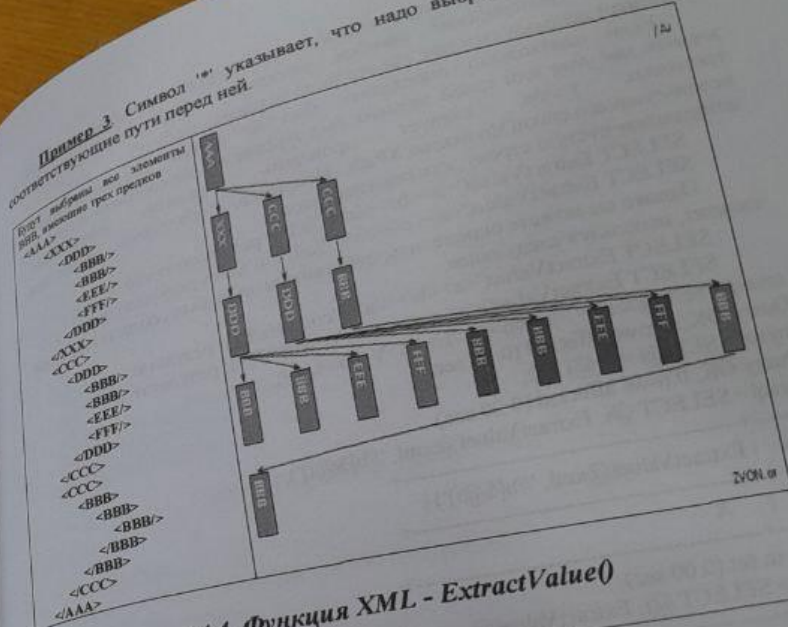 Пример 3. Символ '*' указывает, что надо
соответствующие пути перед ней.
Будут выбраны все элементы
BBB, имеющие трех предков
<AAA>
<XXX>
<DDD>
<BBB/>
<BBB/>
<EEE/>
<FFF/>
</DDD>
</XXX>
<CCC>
<DDD>
<BBB/>
<BBB/>
<EEE/>
<FFF/>
</DDD>
</CCC>
<CCC>
<BBB>
<BBB>
<BBB/>
</BBB>
</BBB>
</CCC>
</AAA>
AAA
XXX
CCC
CCC
DDD
DDD
BBB
BBB
BBB
EEE
FFF
BBB
BBB
EEE
FFF
BBB
BBB
ZVON.or
Функция XML - ExtractValue()